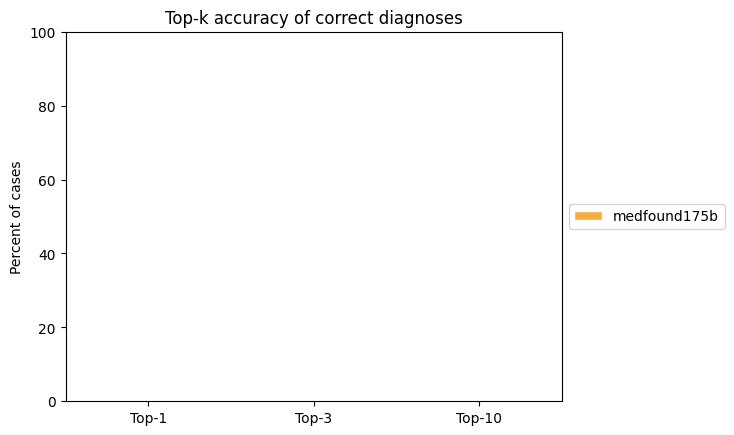 Top-k accuracy of correct diagnoses
100
80
60
40
20
0
Percent of cases
Top-1 Top-3 Top-10
medfound175b